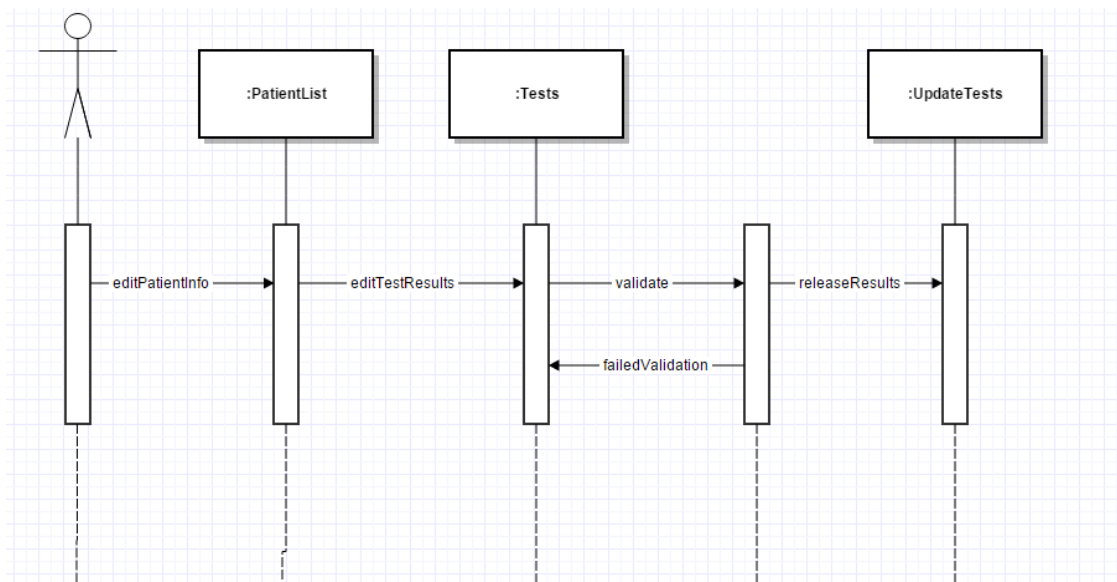 :PatientList
:Tests
:UpdateTests
editPatientInfo
editTestResults
validate
releaseResults
failedValidation